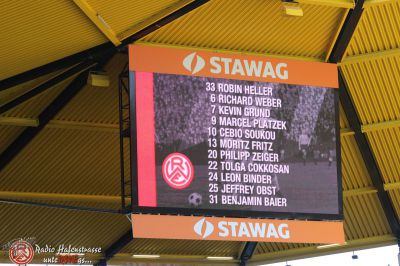 STAWAG
33 ROBIN HELLER
6 RICHARD WEBER
7 KEVIN GRUND
9 MARCEL PLATZEK
10 CEBIO SOUKOU
13 MORITZ FRITZ
20 PHILIPP ZEIGER
22 TOLGA COKKOSAN
24 LEON BINDER
25 JEFFREY OBST
31 BENJAMIN BAIER
STAWAG
Radio Hafenstrasse